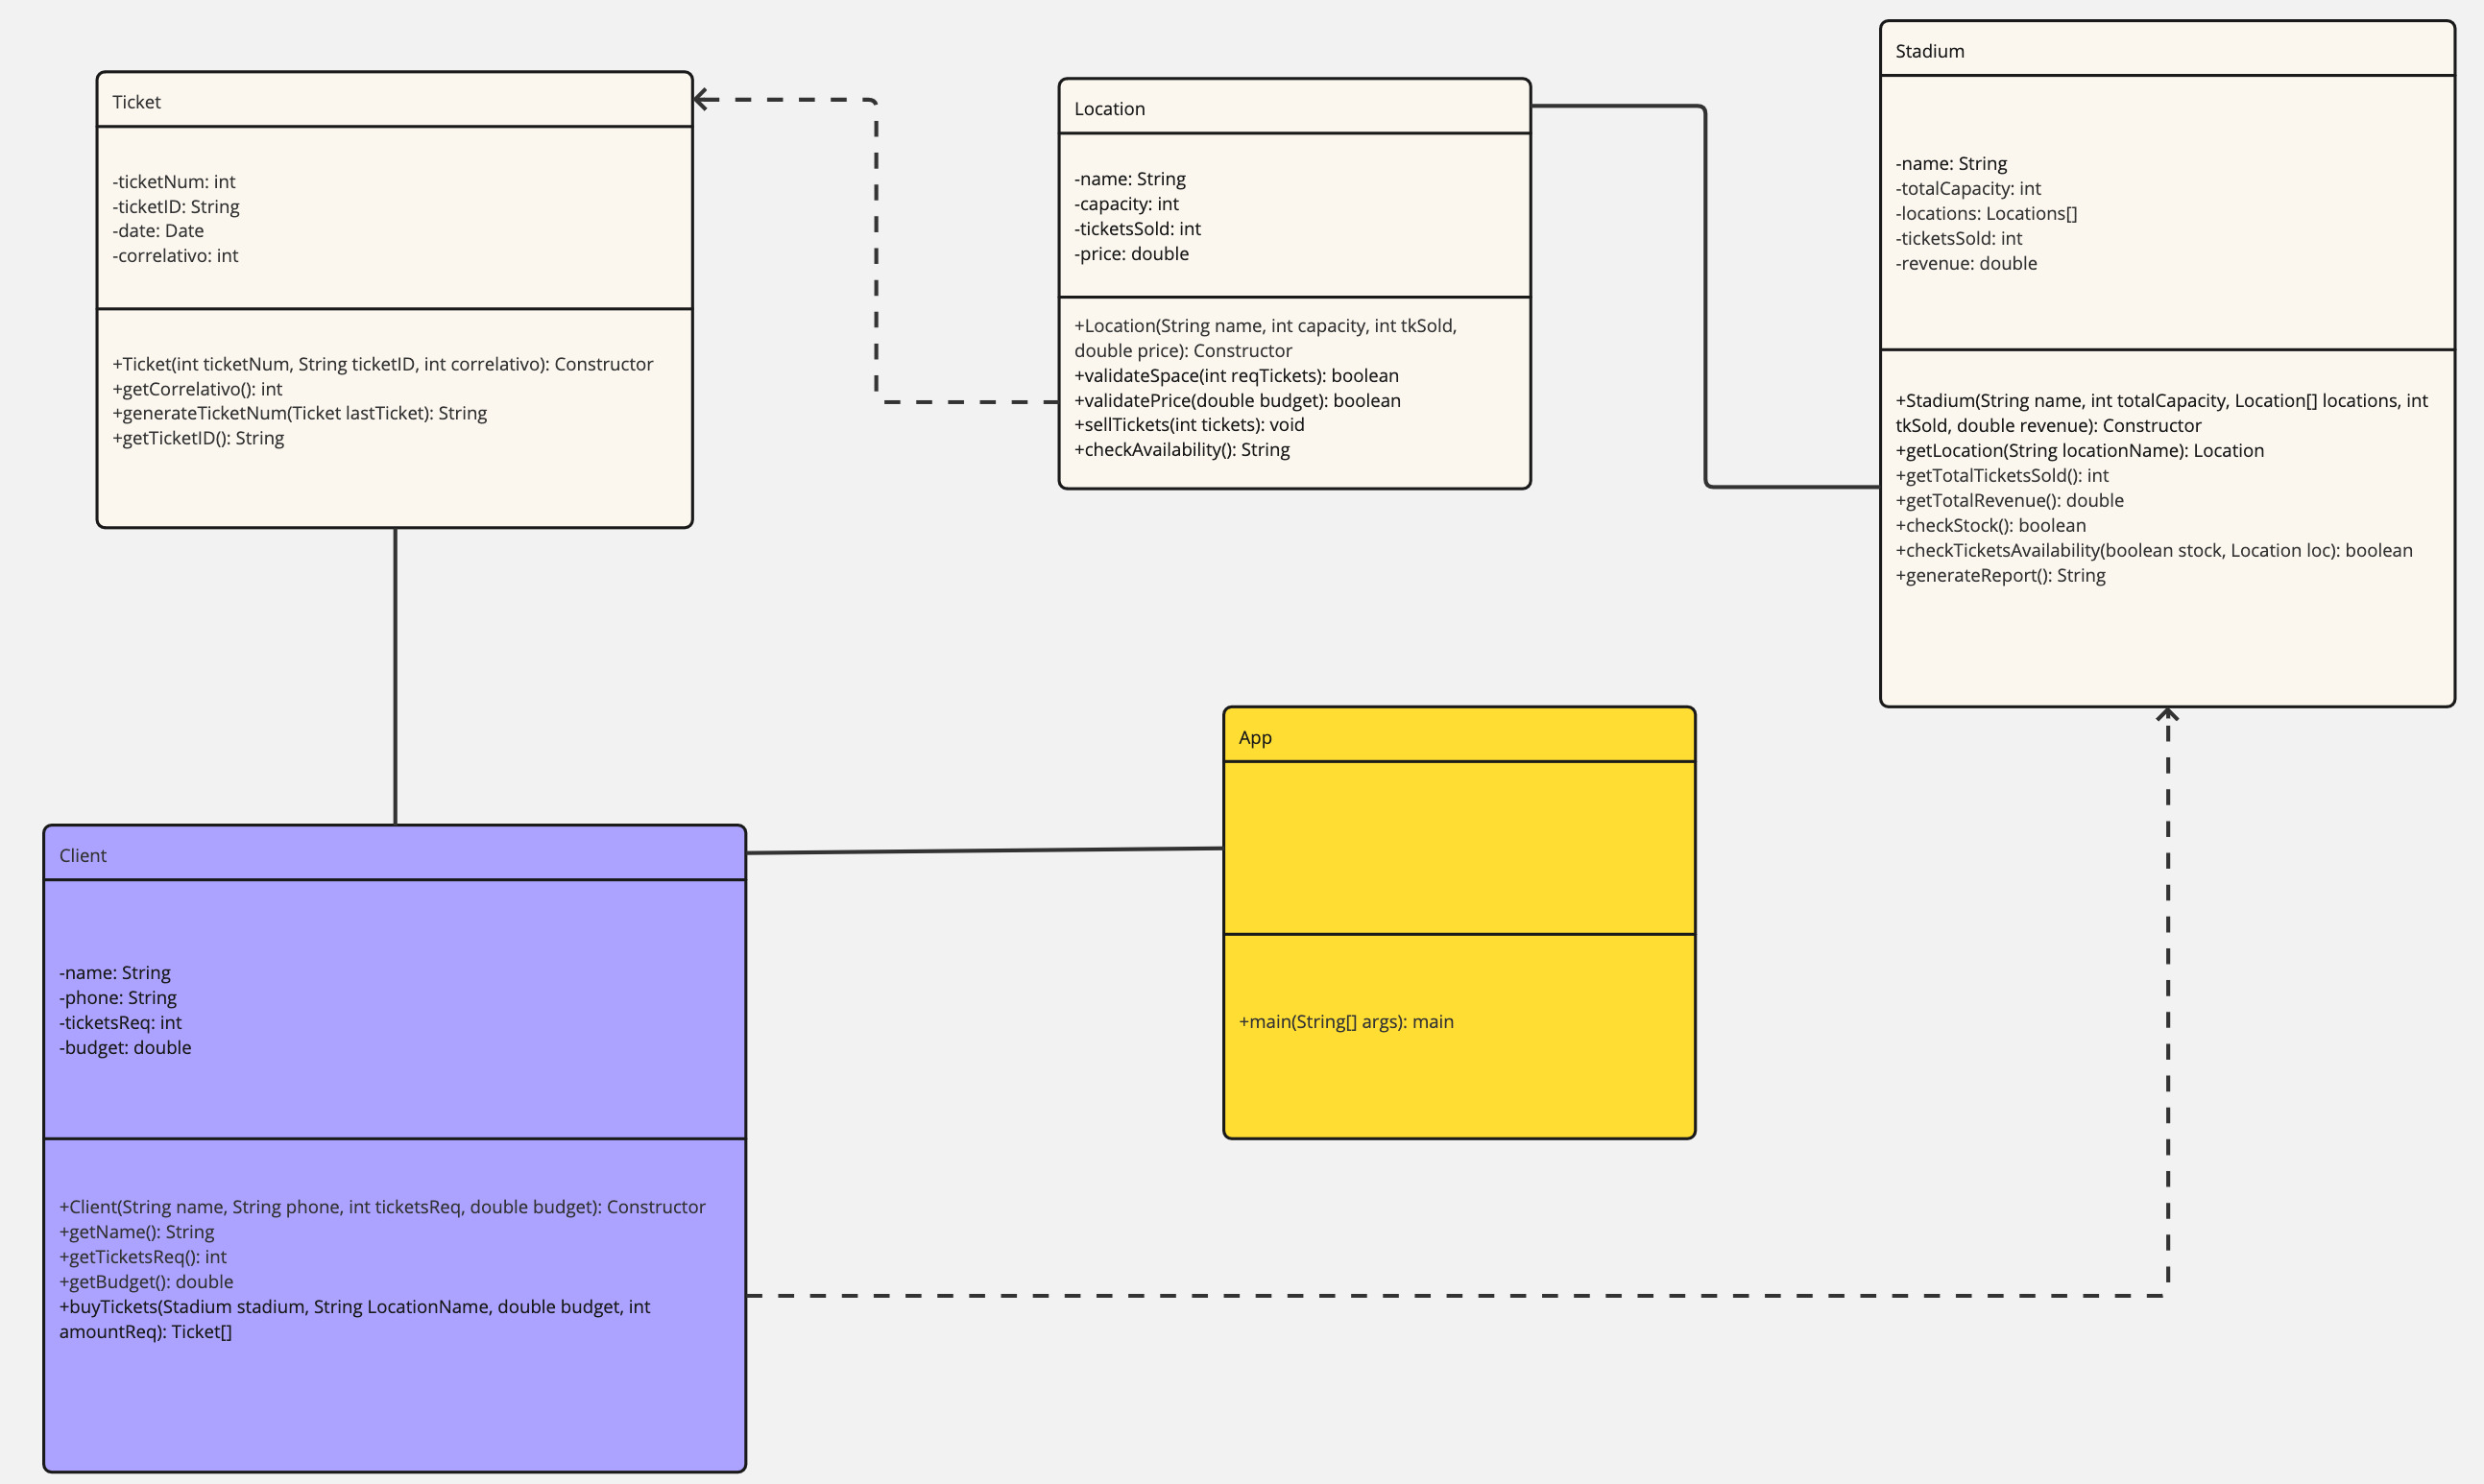 Ticket
-ticketNum: int
-ticketID: String
-date: Date
-correlativo: int
+Ticket(int ticketNum, String ticketID, int correlativo): Constructor
+getCorrelativo(): int
+generateTicketNum(Ticket lastTicket): String
+getTicketID(): String
Location
-name: String
-capacity: int
-ticketsSold: int
-price: double
+Location(String name, int capacity, int tkSold,
double price): Constructor
+validateSpace(int reqTickets): boolean
+validatePrice(double budget): boolean
+sellTickets(int tickets): void
+checkAvailability(): String
Stadium
-name: String
-totalCapacity: int
-locations: Locations[]
-ticketsSold: int
-revenue: double
+Stadium(String name, int totalCapacity, Location[] locations, int
tkSold, double revenue): Constructor
+getLocation(String locationName): Location
+getTotalTicketsSold(): int
+getTotalRevenue(): double
+checkStock(): boolean
+checkTicketsAvailability(boolean stock, Location loc): boolean
+generateReport(): String
Client
-name: String
-phone: String
-ticketsReq: int
-budget: double
+Client(String name, String phone, int ticketsReq, double budget): Constructor
+getName(): String
+getTicketsReq(): int
+getBudget(): double
+buyTickets(Stadium stadium, String LocationName, double budget, int
amountReq): Ticket[]
App
+main(String[] args): main